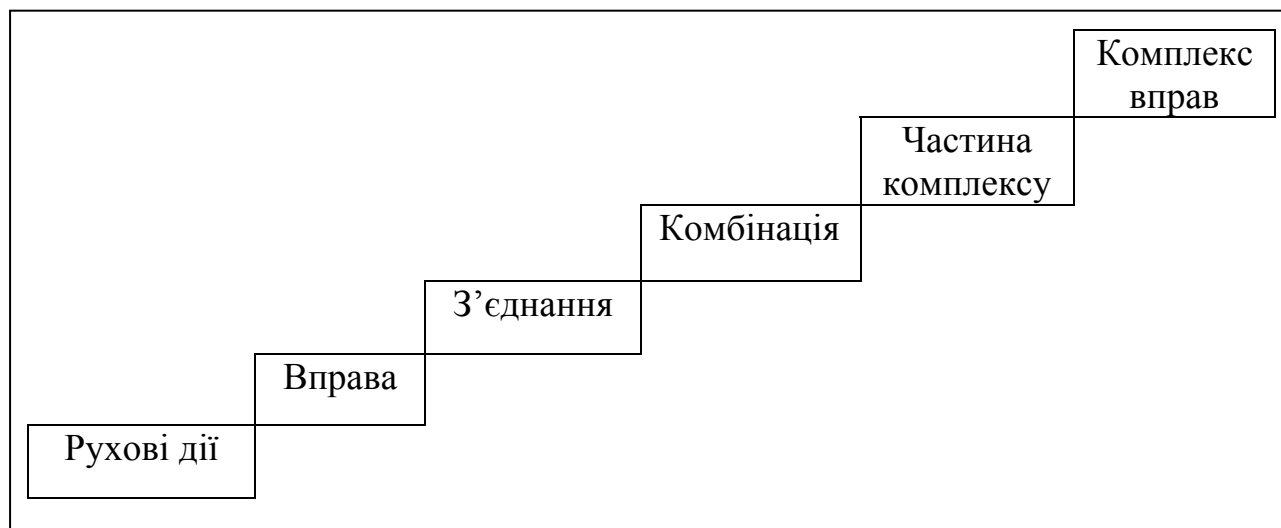 Комплекс
вправ
Частина
комплексу
Комбінація
З’єднання
Вправа
Рухові дії